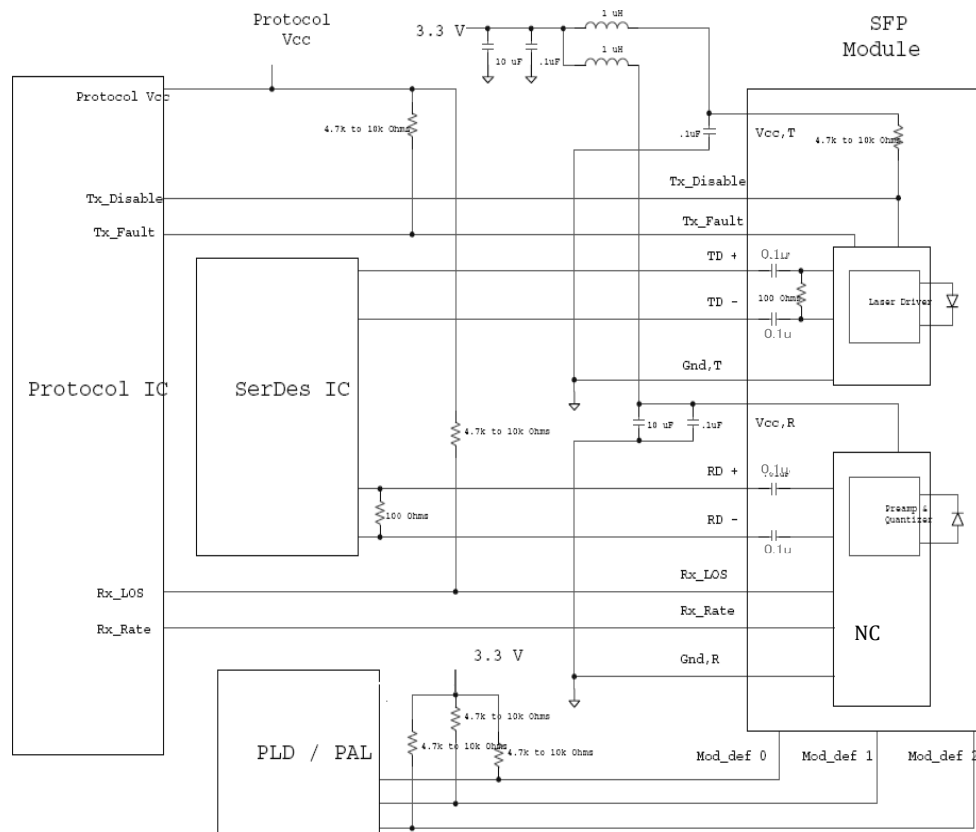 Protocol
Vcc
3.3 V
1 uH
SFP
Module
1 uH
10 uF
.1uF
Protocol Vcc
4.7k to 10k Ohms
.1uF
Vcc,T
4.7k to 10k Ohms
Tx_Disable
Tx_Disable
Tx_Fault
Tx_Fault
TD +
0.1uF
100 Ohms
Laser Driver
TD -
0.1u
Gnd,T
Protocol IC
SerDes IC
4.7k to 10k Ohms
10 uF
.1uF
Vcc,R
RD +
0.1u
100 Ohms
Preamp &
Quantizer
RD -
0.1u
Rx_LOS
Rx_LOS
Rx_Rate
Rx_Rate
NC
Gnd,R
3.3 V
4.7k to 10k Ohms
4.7k to 10k Ohms
4.7k to 10k Ohms
PLD / PAL
Mod_def 0
Mod_def 1
Mod_def 2